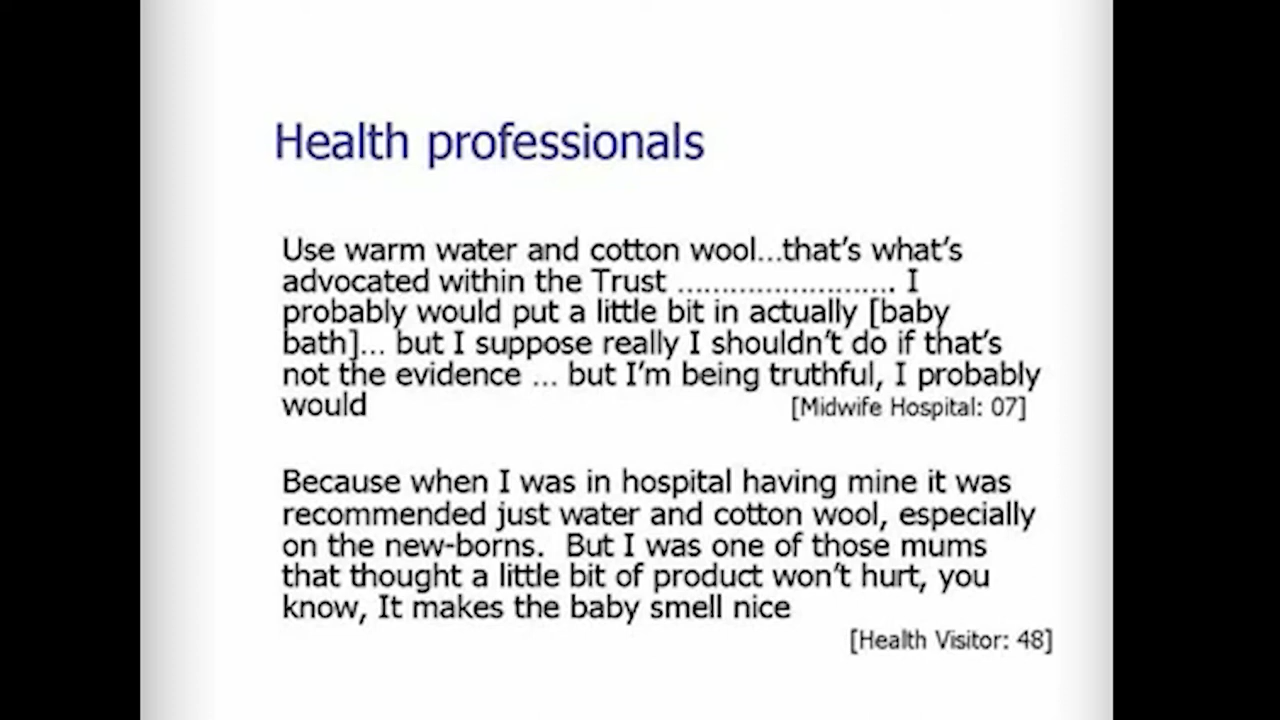 Health professionals
Use warm water and cotton wool...that's what's
advocated within the Trust ......................... I
probably would put a little bit in actually [baby
bath]... but I suppose really I shouldn't do if that's
not the evidence ... but I'm being truthful, I probably
would [Midwife Hospital: 07]
Because when I was in hospital having mine it was
recommended just water and cotton wool, especially
on the new-borns.  But I was one of those mums
that thought a little bit of product won't hurt, you
know, It makes the baby smell nice
[Health Visitor: 48]